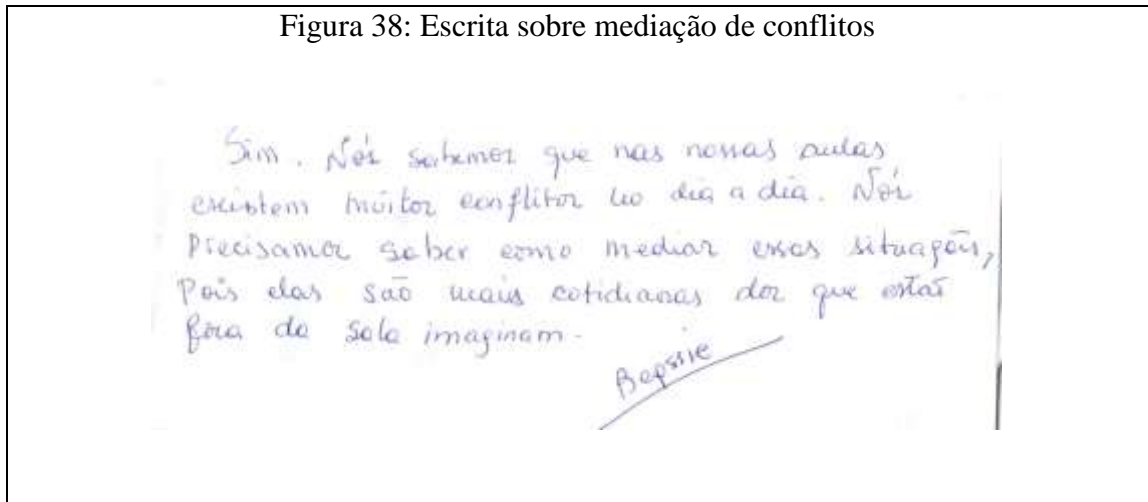 Figura 38: Escrita sobre mediação de conflitos
Sim. Nós sabemos que nas nossas aulas
existem muitos conflitos no dia a dia. Nós
Precisamos saber como mediar essas situações,
Pois elas são mais cotidianas dos que estão
fora da sala imaginam.
Bepssie